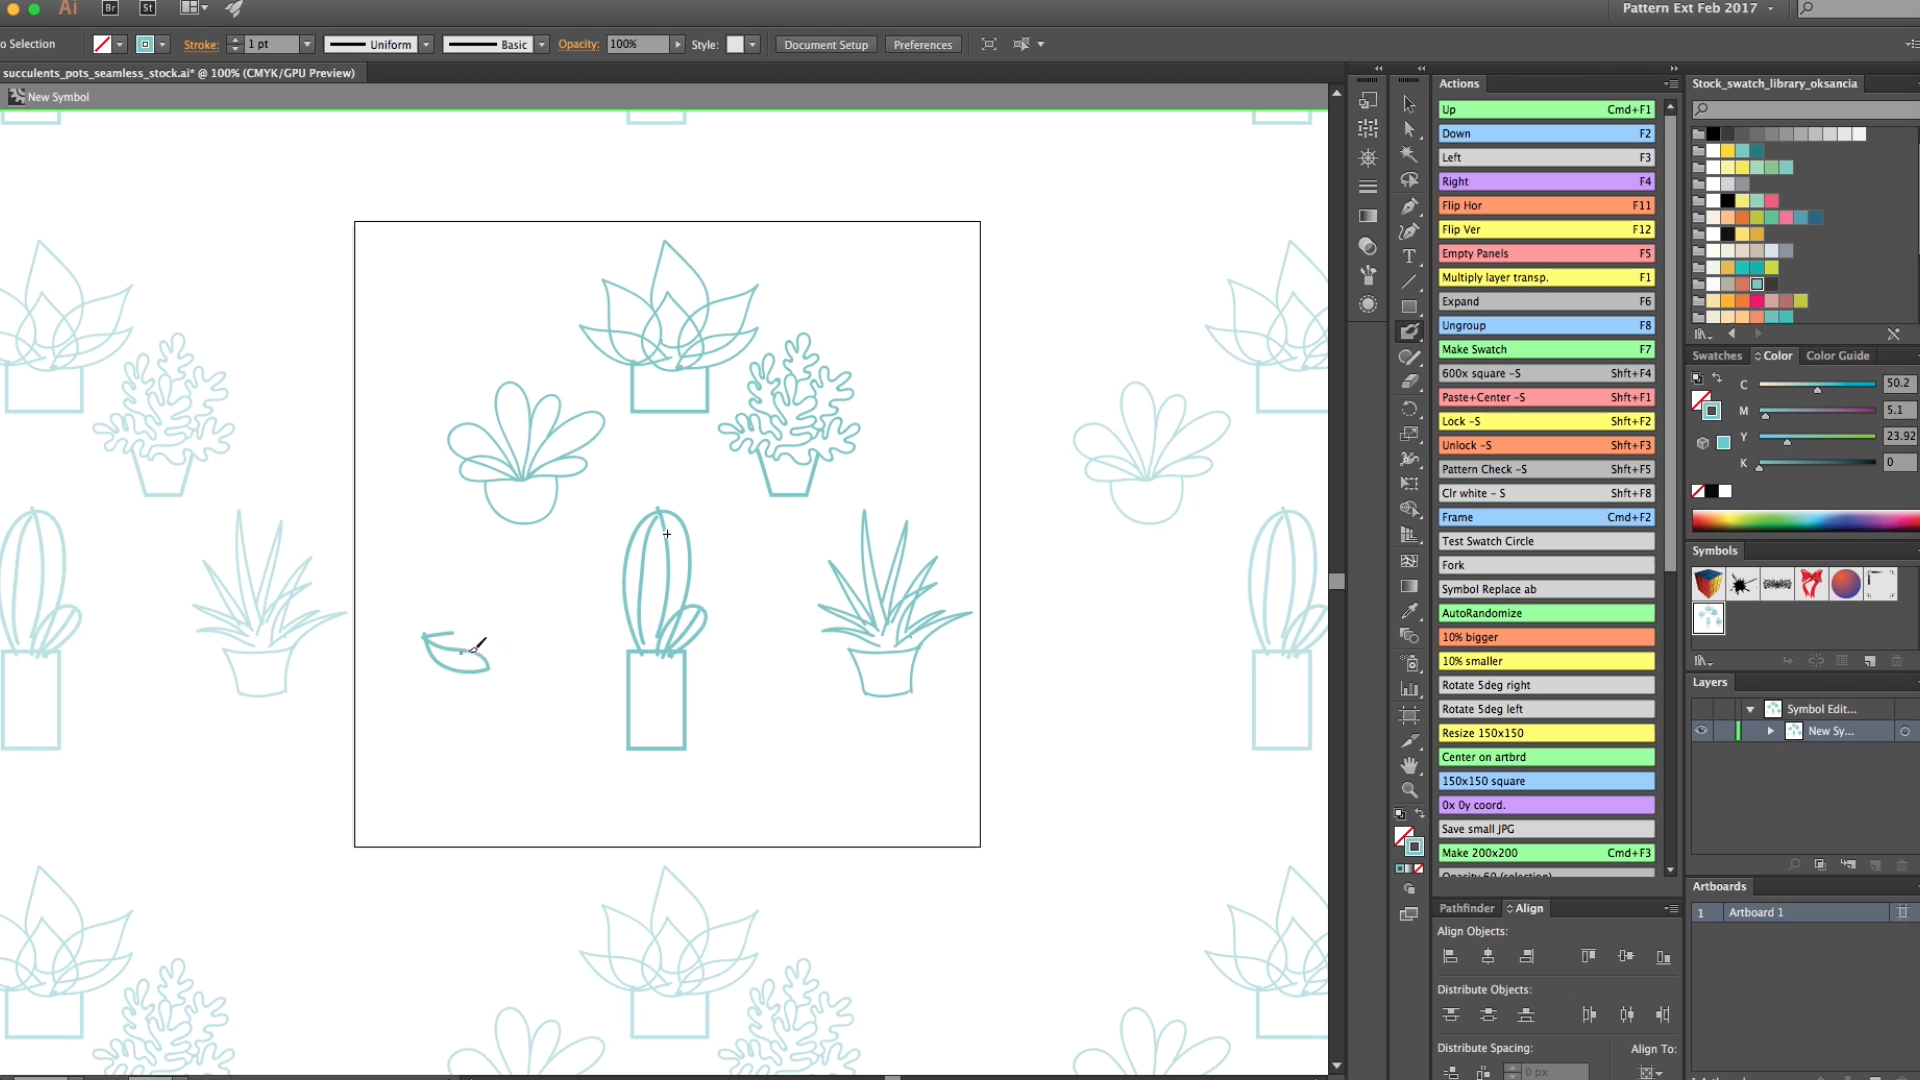 Ai Br St Pattern Ext Feb 2017
o Selection Stroke: 1 pt Uniform Basic Opacity: 100% Style: Document Setup Preferences
succulents_pots_seamless_stock.ai* @ 100% (CMYK/GPU Preview)
New Symbol
Actions
Up Cmd+F1
Down F2
Left F3
Right F4
Flip Hor F11
Flip Ver F12
Empty Panels F5
Multiply layer transp. F1
Expand F6
Ungroup F8
Make Swatch F7
600x square -S Shft+F4
Paste+Center -S Shft+F1
Lock -S Shft+F2
Unlock -S Shft+F3
Pattern Check -S Shft+F5
Clr white - S Shft+F8
Frame Cmd+F2
Test Swatch Circle
Fork
Symbol Replace ab
AutoRandomize
10% bigger
10% smaller
Rotate 5deg right
Rotate 5deg left
Resize 150x150
Center on artbrd
150x150 square
0x 0y coord.
Save small JPG
Make 200x200 Cmd+F3
Opacity 60 (selection)
Pathfinder Align
Align Objects:
Distribute Objects:
Distribute Spacing: Align To:
0 px
Stock_swatch_library_oksancia
Swatches Color Color Guide
C 50.2
M 5.1
Y 23.92
K 0
Symbols
Layers
Symbol Edit...
New Sy...
Artboards
1 Artboard 1